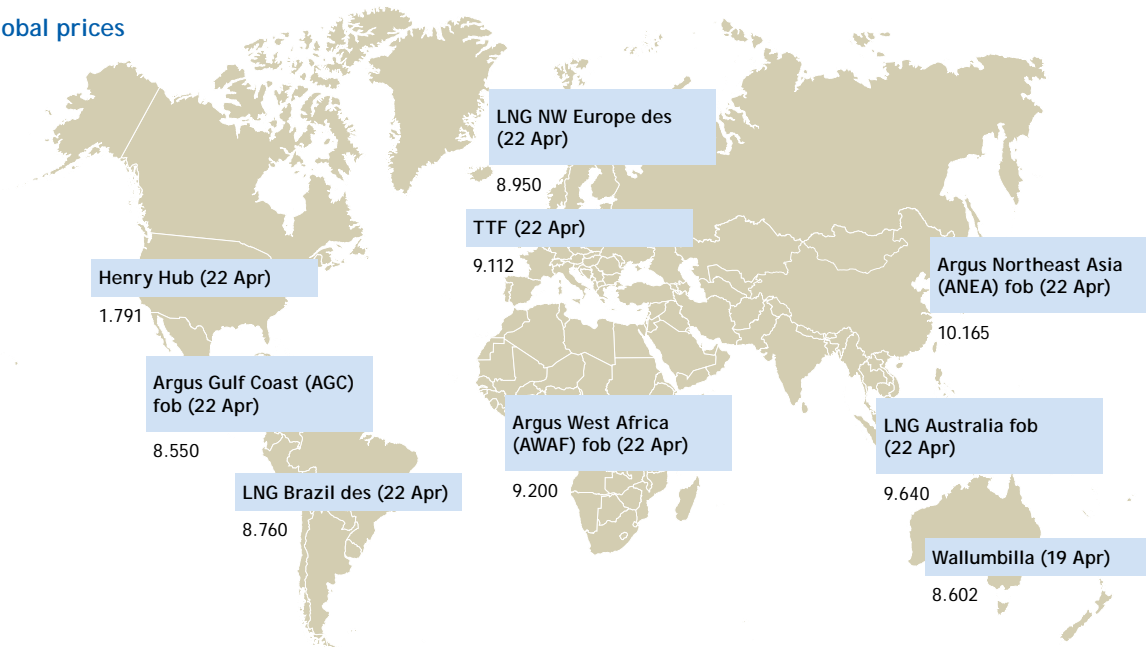 obal prices
LNG NW Europe des
(22 Apr)
8.950
TTF (22 Apr)
9.112
Henry Hub (22 Apr)
1.791
Argus Northeast Asia
(ANEA) fob (22 Apr)
10.165
Argus Gulf Coast (AGC)
fob (22 Apr)
8.550
Argus West Africa
(AWAF) fob (22 Apr)
9.200
LNG Australia fob
(22 Apr)
9.640
LNG Brazil des (22 Apr)
8.760
Wallumbilla (19 Apr)
8.602